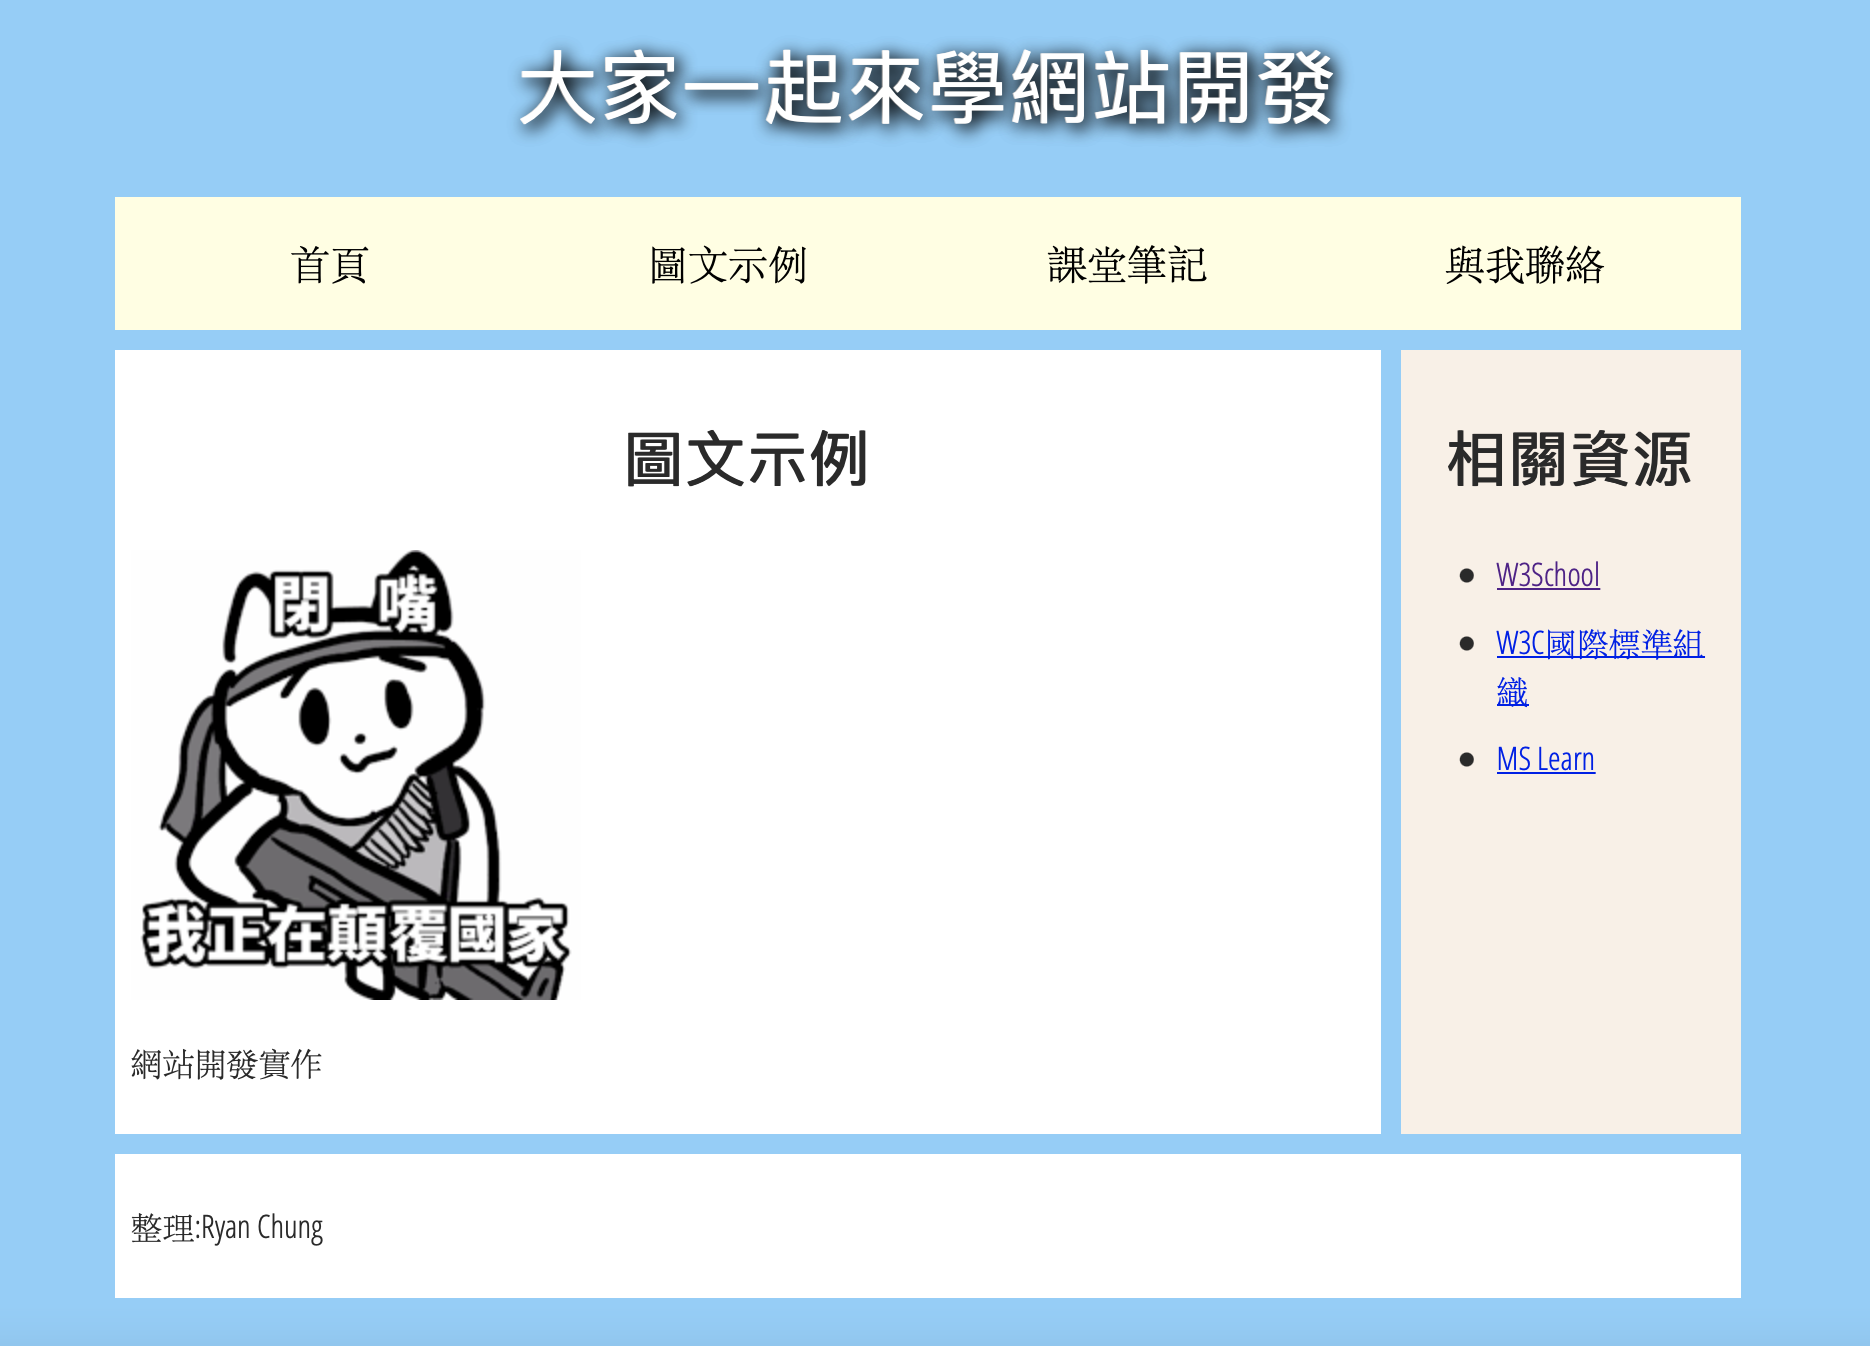 大家一起來學網站開發
首頁 圖文示例 課堂筆記 與我聯絡
圖文示例
閉 嘴
我正在顛覆國家
網站開發實作
相關資源
W3School
W3C國際標準組
織
MS Learn
整理:Ryan Chung